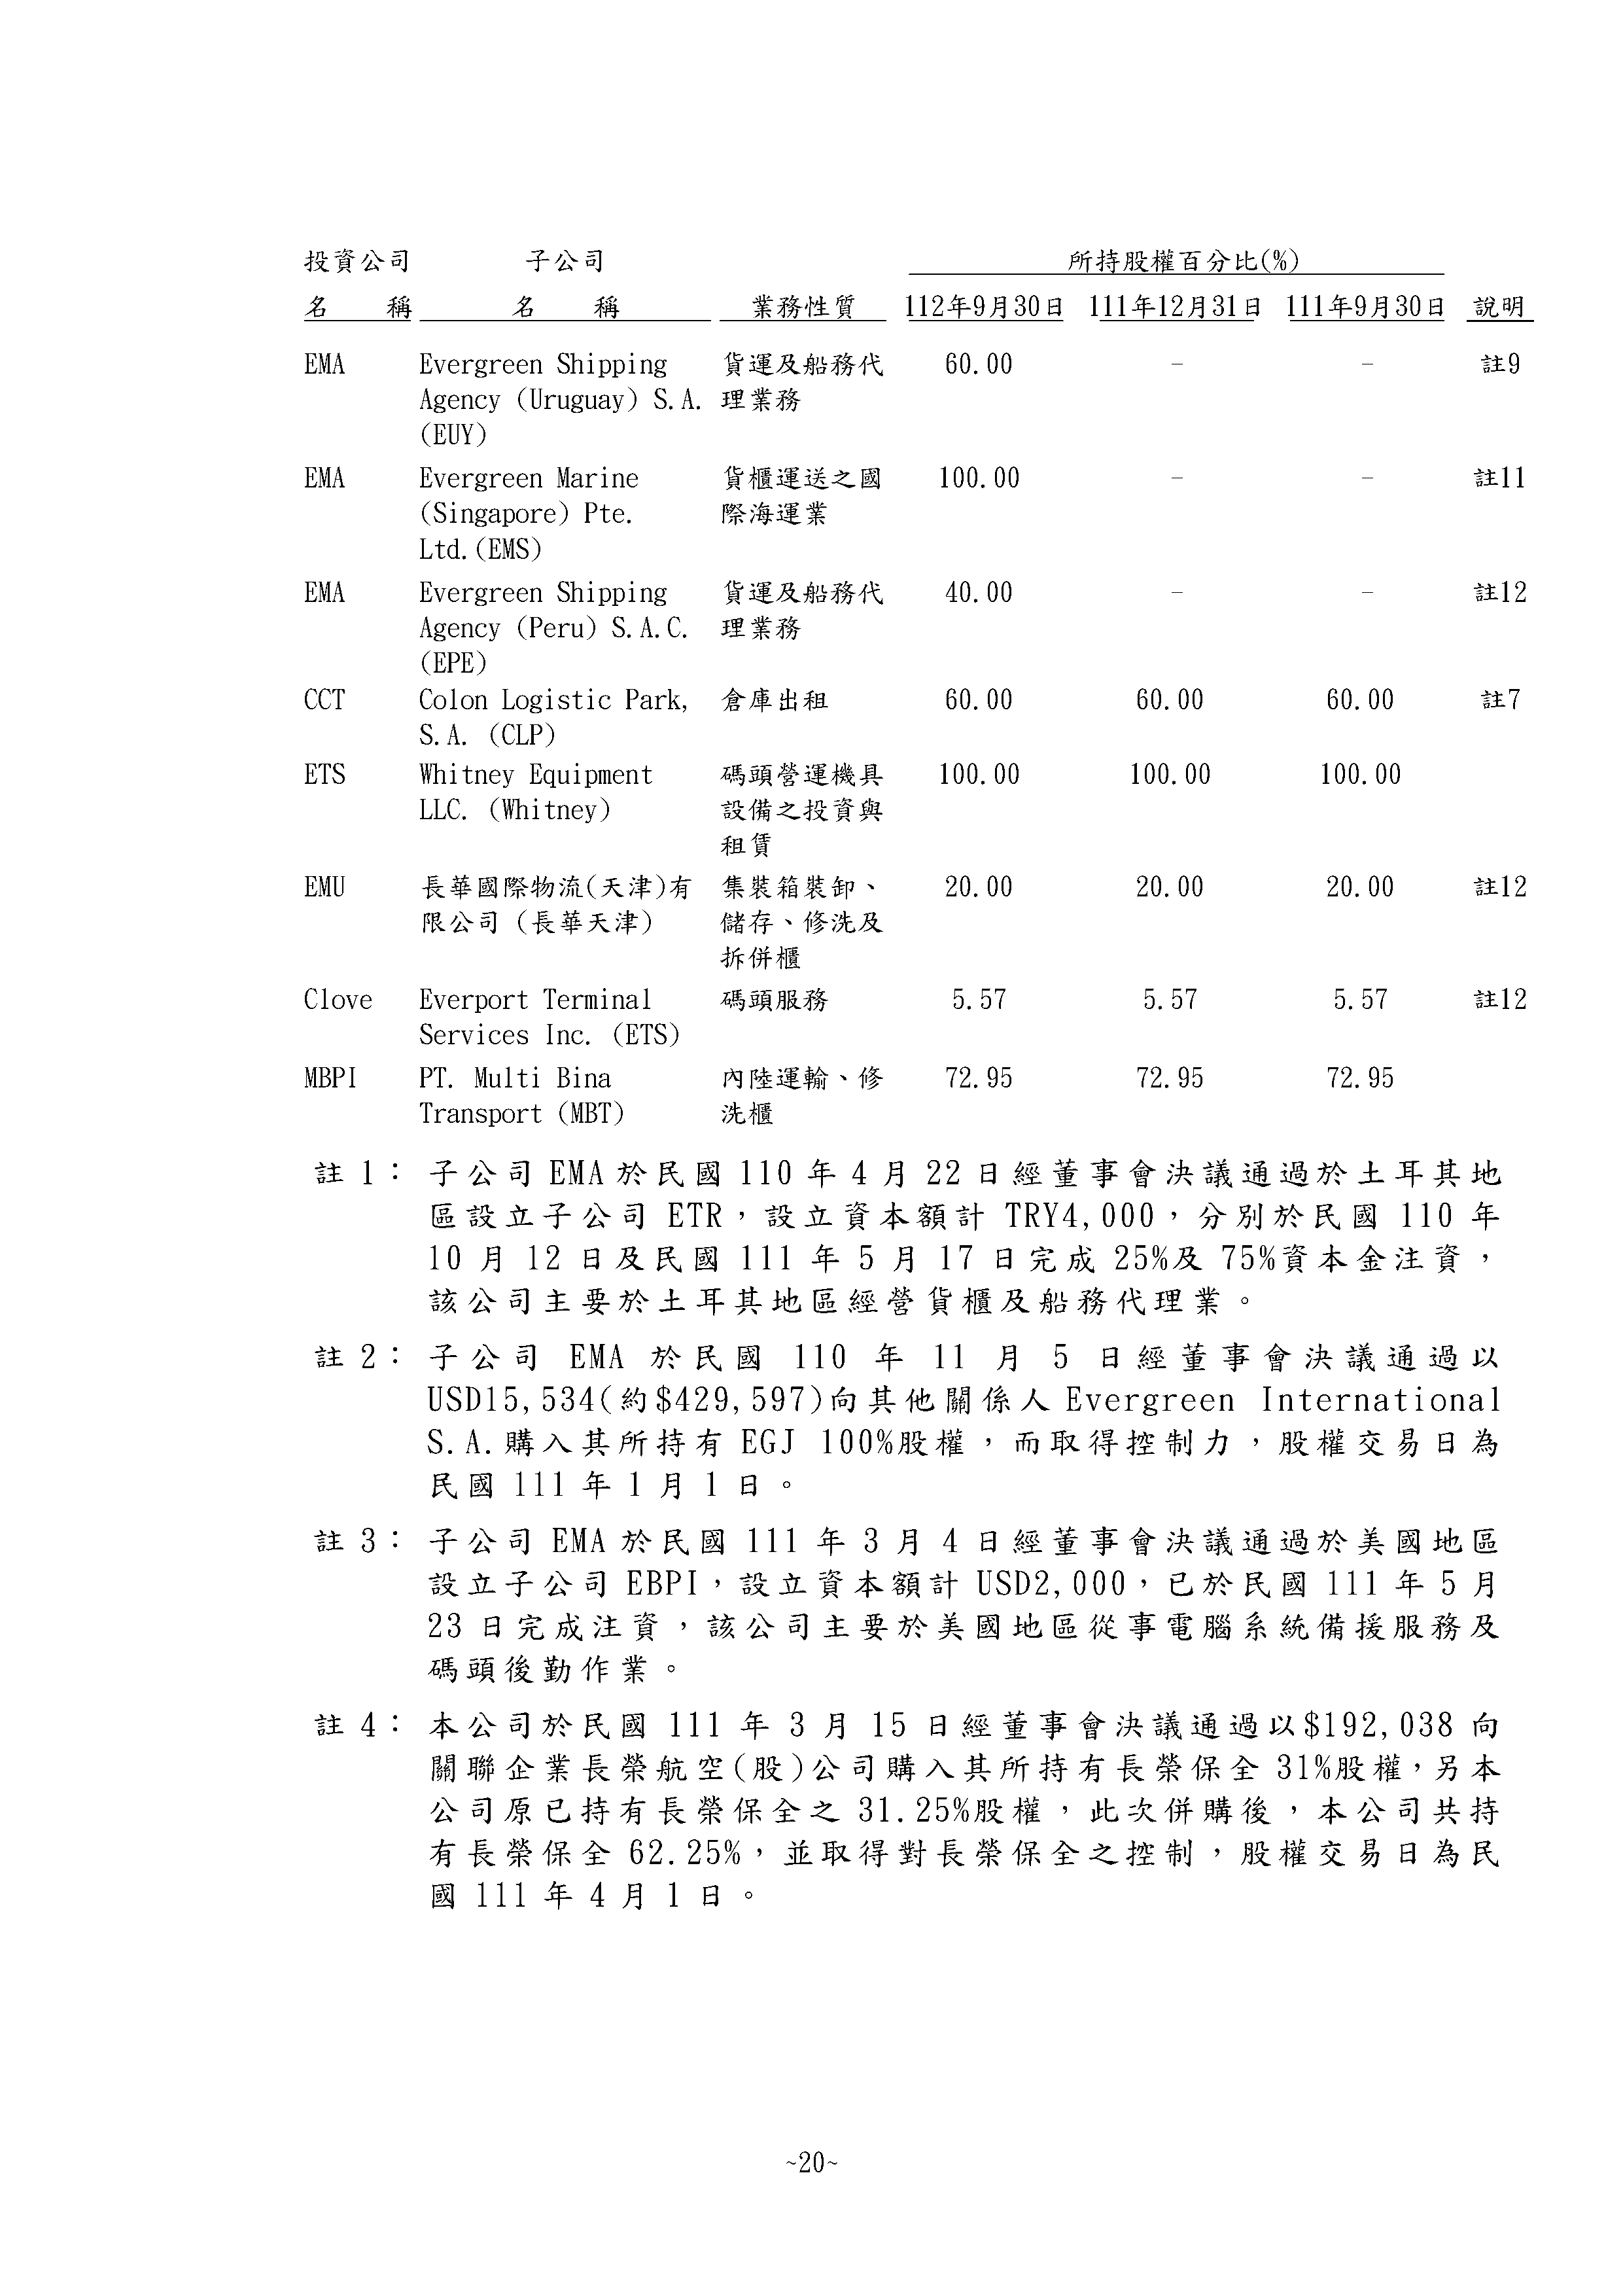 投資公司 子公司 所持股權百分比(%)
名 稱 名 稱 業務性質 112年9月30日 111年12月31日 111年9月30日 說明
EMA Evergreen Shipping 貨運及船務代 60.00 - - 註9
Agency (Uruguay) S.A. 理業務
(EUY)
EMA Evergreen Marine 貨櫃運送之國 100.00 - - 註11
(Singapore) Pte. 際海運業
Ltd.(EMS)
EMA Evergreen Shipping 貨運及船務代 40.00 - - 註12
Agency (Peru) S.A.C. 理業務
(EPE)
CCT Colon Logistic Park, 倉庫出租 60.00 60.00 60.00 註7
S.A. (CLP)
ETS Whitney Equipment 碼頭營運機具 100.00 100.00 100.00
LLC. (Whitney) 設備之投資與
租賃
EMU 長華國際物流(天津)有 集裝箱裝卸、 20.00 20.00 20.00 註12
限公司 (長華天津) 儲存、修洗及
拆併櫃
Clove Everport Terminal 碼頭服務 5.57 5.57 5.57 註12
Services Inc. (ETS)
MBPI PT. Multi Bina 內陸運輸、修 72.95 72.95 72.95
Transport (MBT) 洗櫃
註 1： 子公司 EMA 於民國 110 年 4 月 22 日經董事會決議通過於土耳其地
區設立子公司 ETR，設立資本額計 TRY4,000，分別於民國 110 年
10 月 12 日及民國 111 年 5 月 17 日完成 25%及 75%資本金注資，
該公司主要於土耳其地區經營貨櫃及船務代理業。
註 2： 子公司 EMA 於民國 110 年 11 月 5 日經董事會決議通過以
USD15,534(約$429,597)向其他關係人 Evergreen International
S.A.購入其所持有 EGJ 100%股權，而取得控制力，股權交易日為
民國 111 年 1 月 1 日。
註 3： 子公司 EMA 於民國 111 年 3 月 4 日經董事會決議通過於美國地區
設立子公司 EBPI，設立資本額計 USD2,000，已於民國 111 年 5 月
23 日完成注資，該公司主要於美國地區從事電腦系統備援服務及
碼頭後勤作業。
註 4： 本公司於民國 111 年 3 月 15 日經董事會決議通過以$192,038 向
關聯企業長榮航空(股)公司購入其所持有長榮保全 31%股權，另本
公司原已持有長榮保全之 31.25%股權，此次併購後，本公司共持
有長榮保全 62.25%，並取得對長榮保全之控制，股權交易日為民
國 111 年 4 月 1 日。
~20~